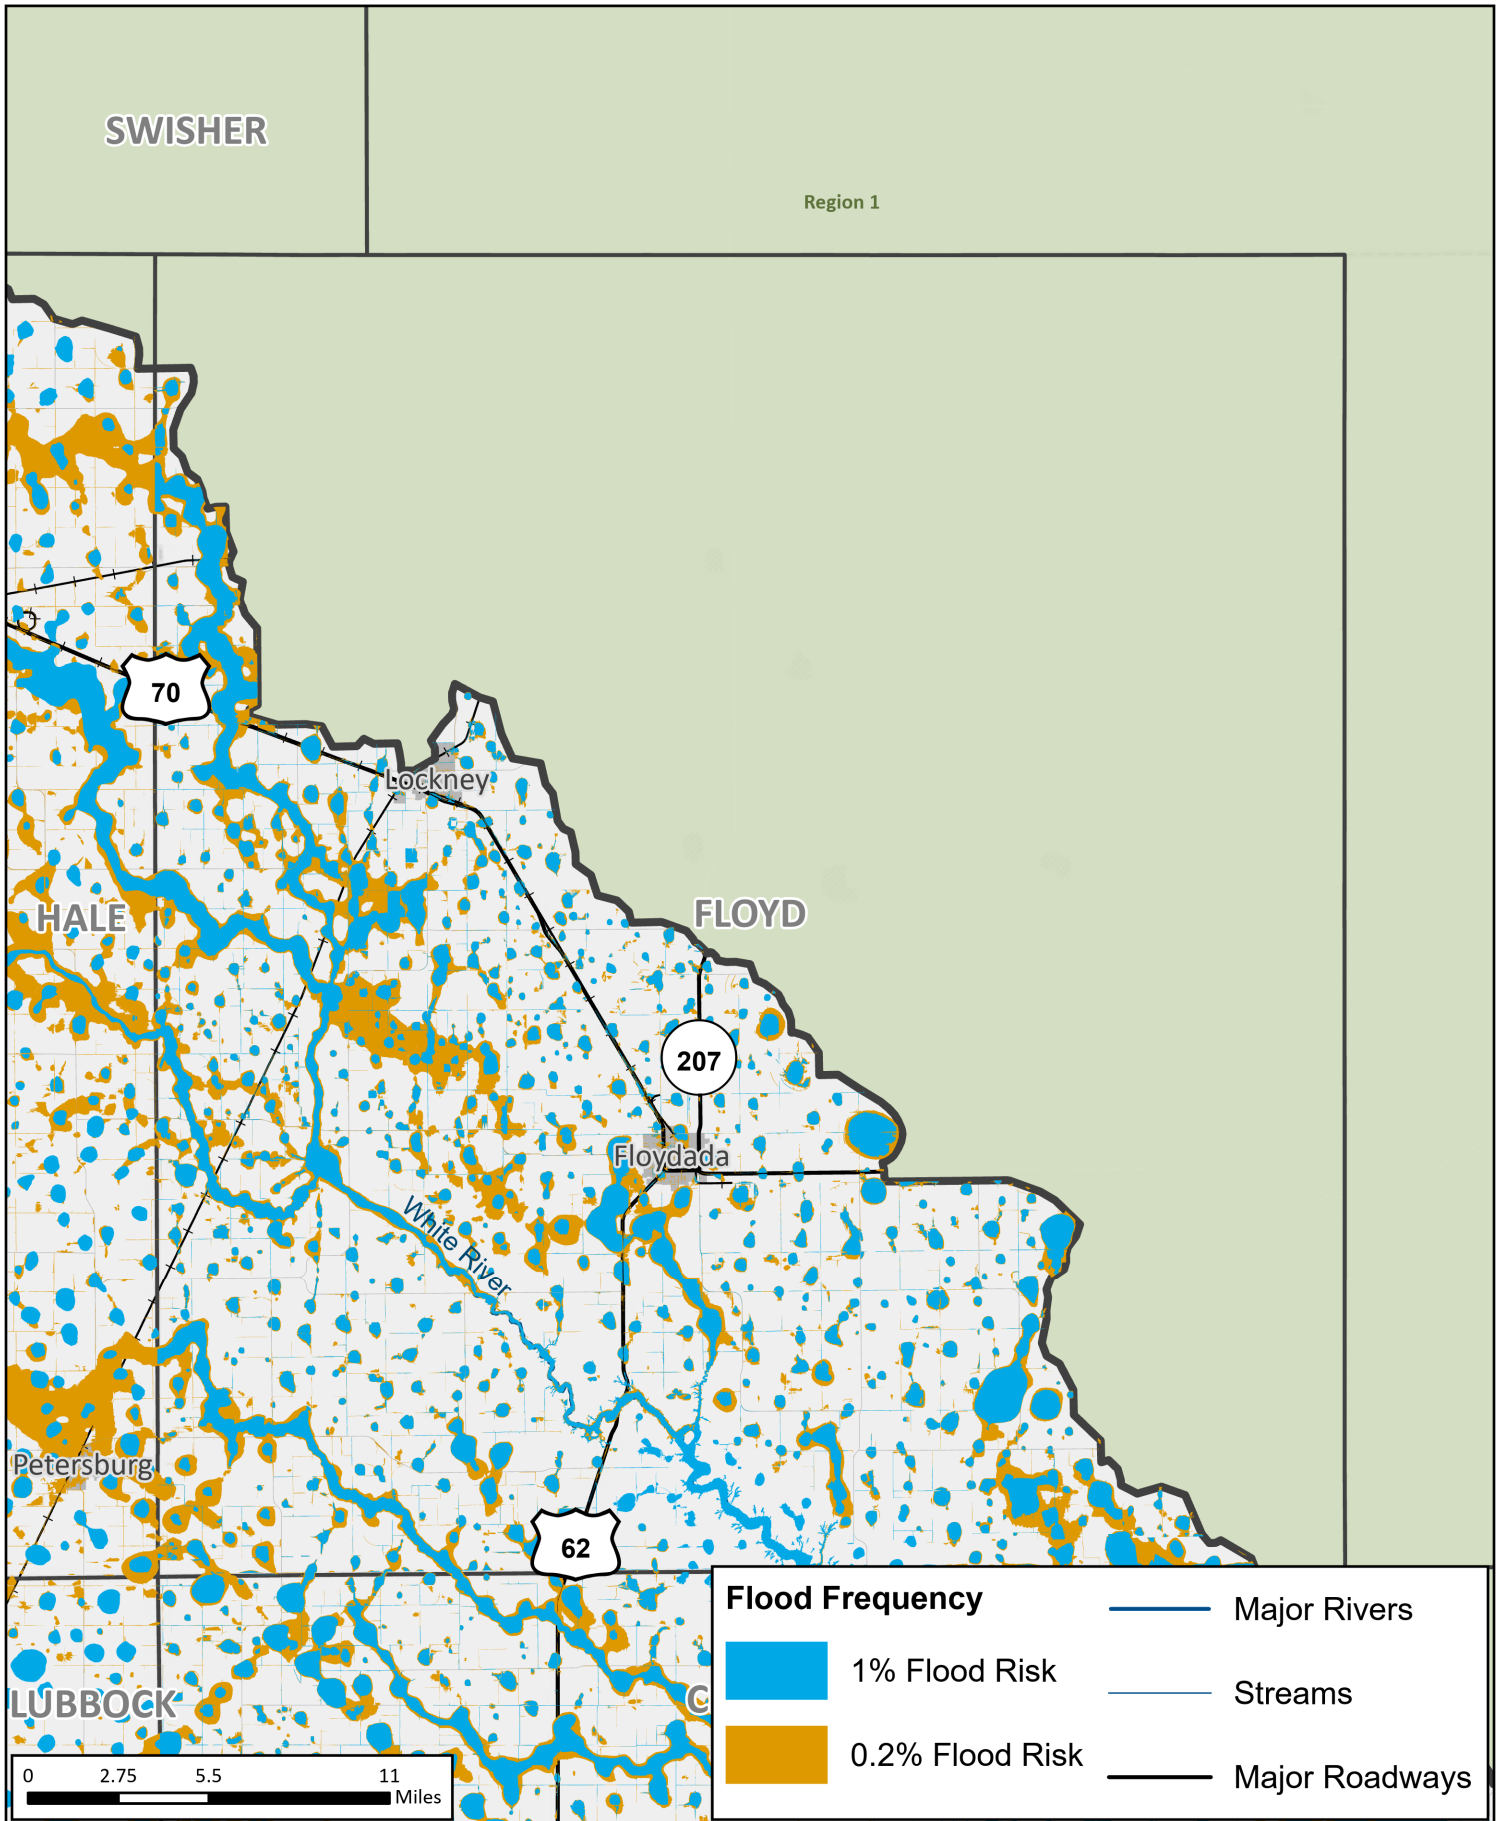 SWISHER
Region 1
70
Lockney
HALE
FLOYD
207
Floydada
White River
Petersburg
62
LUBBOCK
C
Flood Frequency
1% Flood Risk
0.2% Flood Risk
Major Rivers
Streams
Major Roadways
0 2.75 5.5 11
Miles